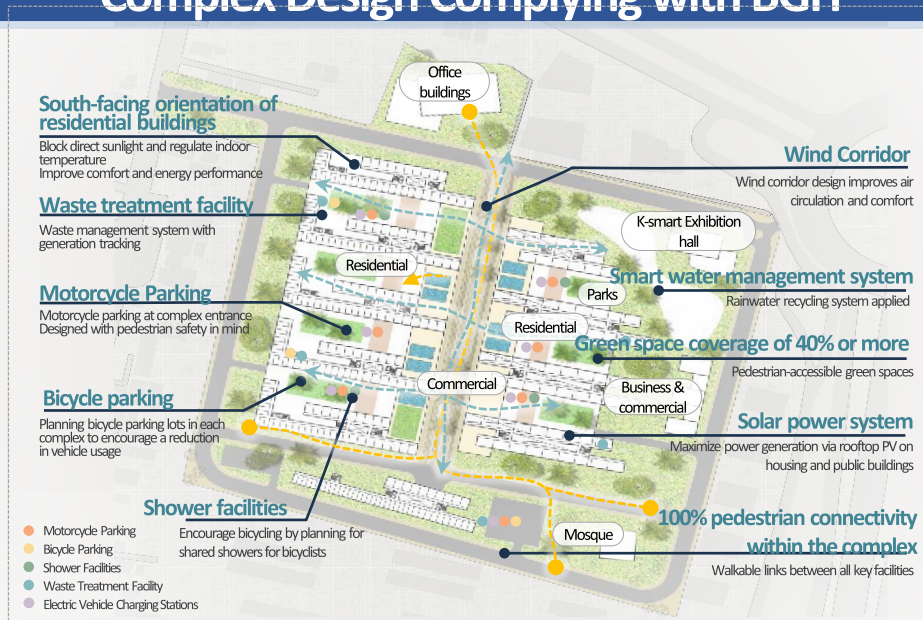 Complex Design Complying with BGH
Office
buildings
South-facing orientation of
residential buildings
Block direct sunlight and regulate indoor
temperature
Improve comfort and energy performance
Waste treatment facility
Waste management system with
generation tracking
Motorcycle Parking
Motorcycle parking at complex entrance
Designed with pedestrian safety in mind
Bicycle parking
Planning bicycle parking lots in each
complex to encourage a reduction
in vehicle usage
Shower facilities
Encourage bicycling by planning for
shared showers for bicyclists
Motorcycle Parking
Bicycle Parking
Shower Facilities
Waste Treatment Facility
Electric Vehicle Charging Stations
Residential
Residential
Commercial
Parks
K-smart Exhibition
hall
Business &
commercial
Mosque
Wind Corridor
Wind corridor design improves air
circulation and comfort
Smart water management system
Rainwater recycling system applied
Green space coverage of 40% or more
Pedestrian-accessible green spaces
Solar power system
Maximize power generation via rooftop PV on
housing and public buildings
100% pedestrian connectivity
within the complex
Walkable links between all key facilities